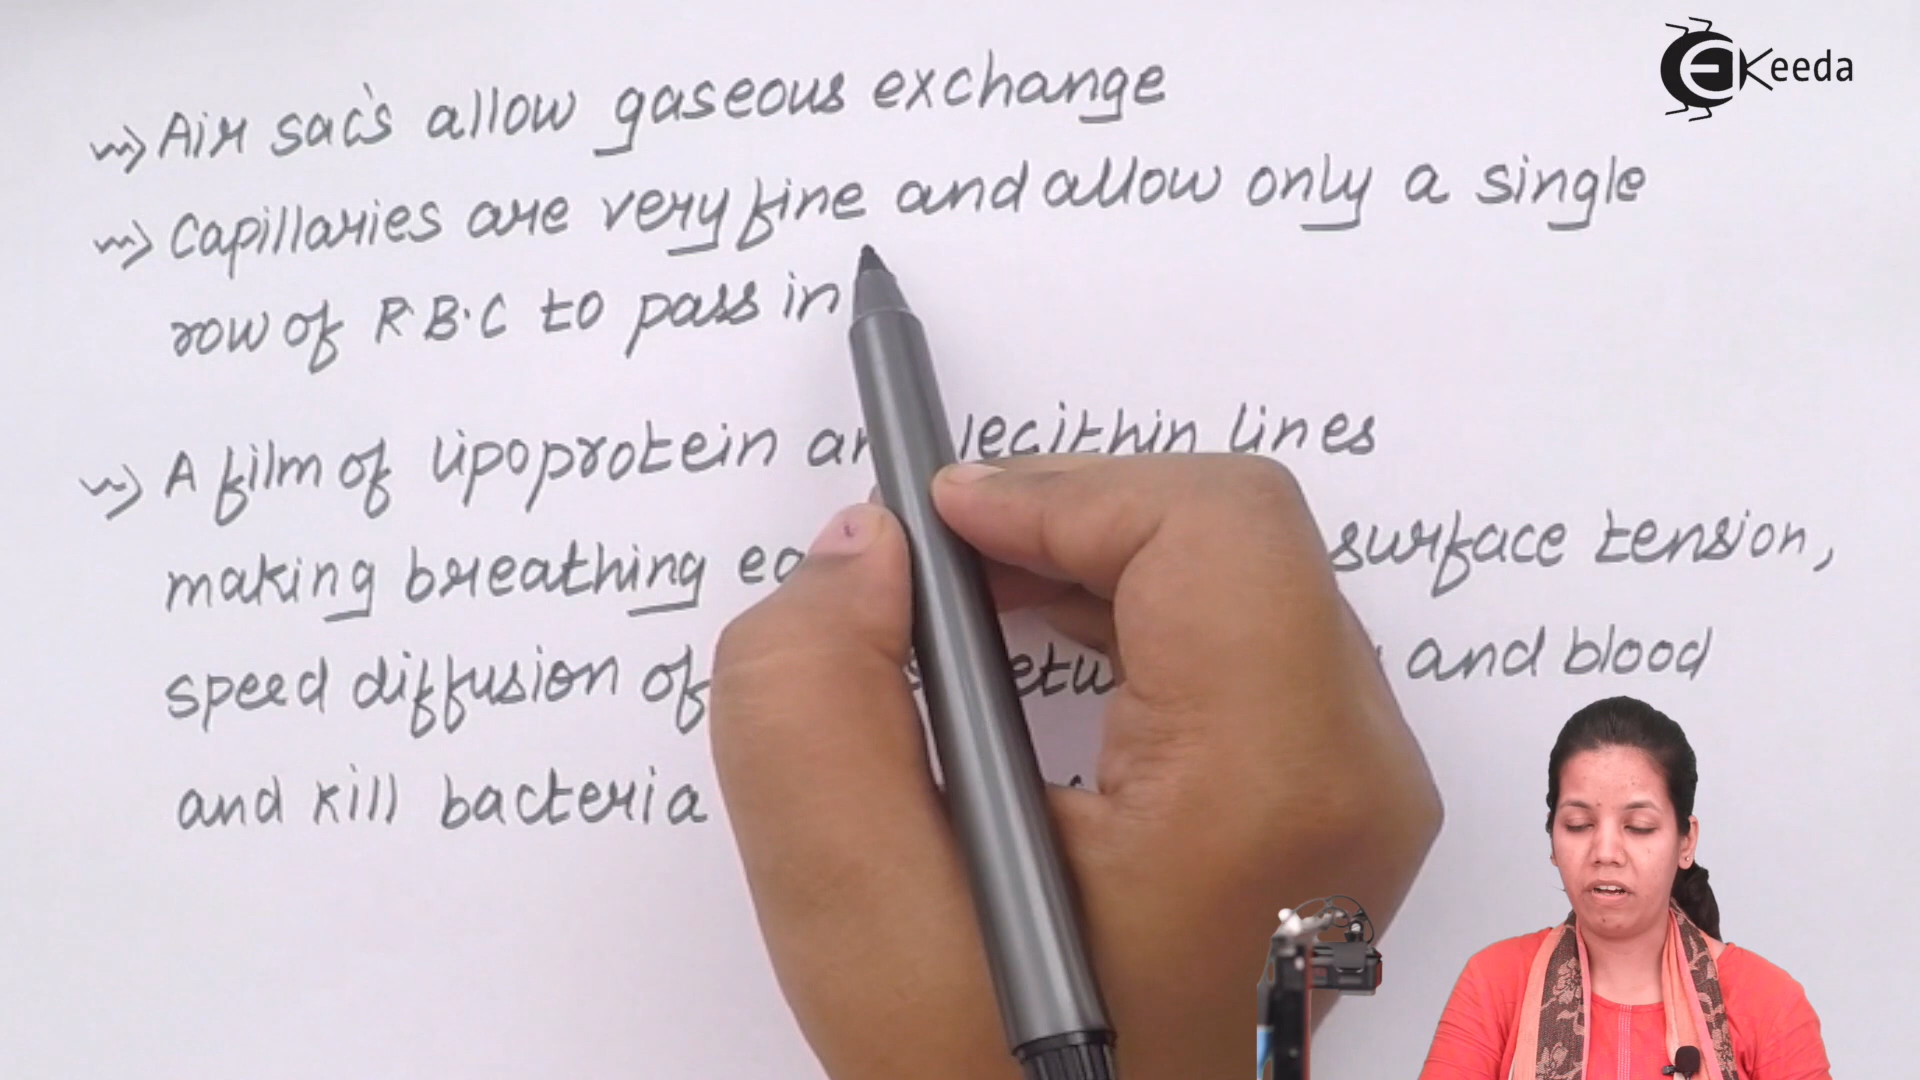 EKeeda
Air sac's allow gaseous exchange
Capillaries are very fine and allow only a single
row of R.B.C to pass in
A film of lipoprotein lecithin lines
making breathing surface tension,
speed diffusion of and blood
and kill bacteria